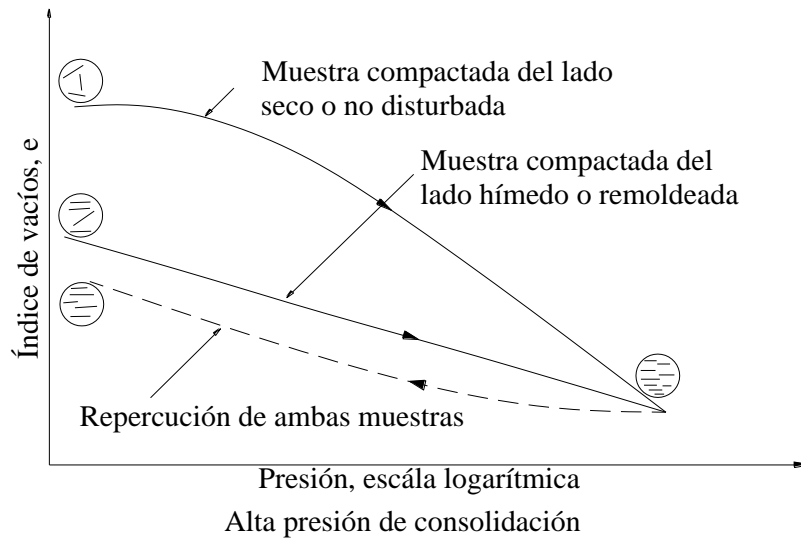 Muestra compactada del lado
seco o no disturbada
Muestra compactada del
lado hímedo o remoldeada
Índice de vacíos, e
Repercución de ambas muestras
Presión, escála logarítmica
Alta presión de consolidación